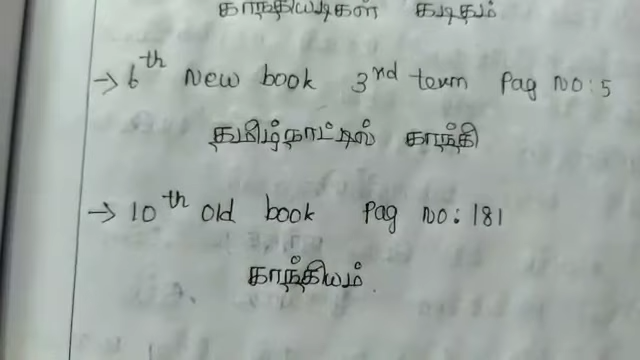 காந்தியடிகள் கடிதம்
→ 6th New book 3rd term Pag No: 5
தமிழ்நாட்டில் காந்தி
→ 10th old book Pag No: 181
காந்தியம்.